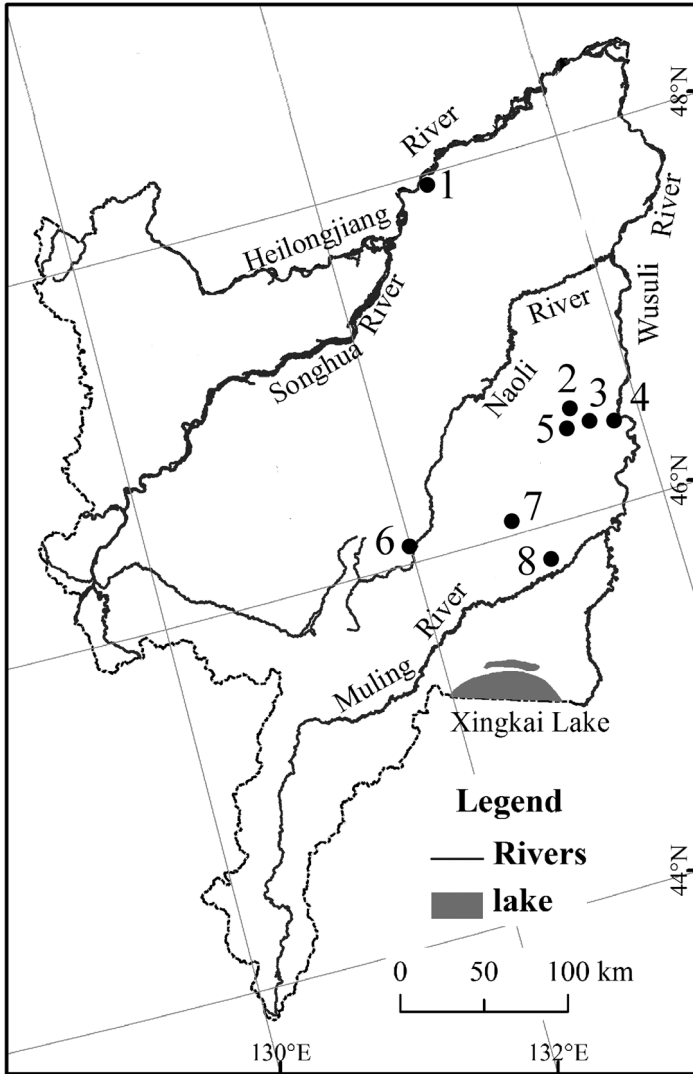 48°N
River
1
River
Heilongjiang
River
Wusuli
River
Songhua
Naoli
2
3
4
5
46°N
7
6
8
River
Muling
Xingkai Lake
Legend
Rivers
lake
44°N
0 50 100 km
130°E
132°E